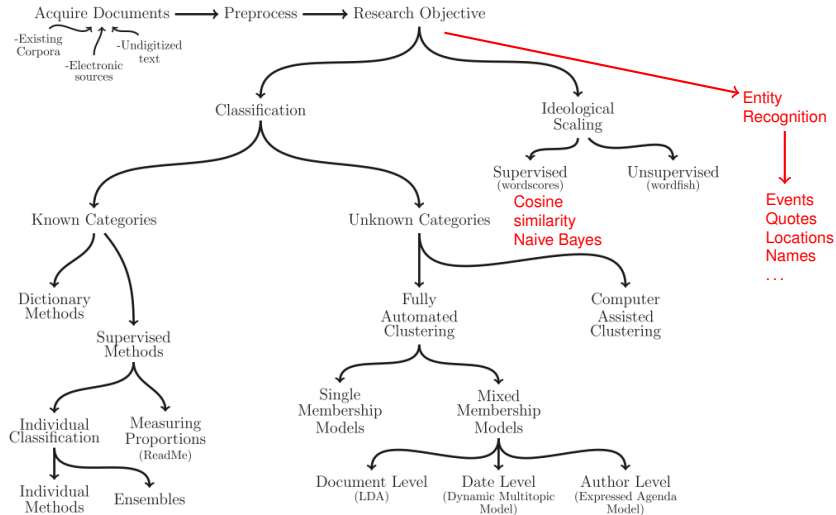 Acquire Documents
Preprocess
Research Objective
-Existing
Corpora
-Electronic
sources
-Undigitized
text
Classification
Ideological
Scaling
Entity
Recognition
Supervised
(wordscores)
Cosine
similarity
Naive Bayes
Unsupervised
(wordfish)
Events
Quotes
Locations
Names
...
Known Categories
Unknown Categories
Dictionary
Methods
Supervised
Methods
Fully
Automated
Clustering
Computer
Assisted
Clustering
Individual
Classification
Measuring
Proportions
(ReadMe)
Single
Membership
Models
Mixed
Membership
Models
Individual
Methods
Ensembles
Document Level
(LDA)
Date Level
(Dynamic Multitopic
Model)
Author Level
(Expressed Agenda
Model)